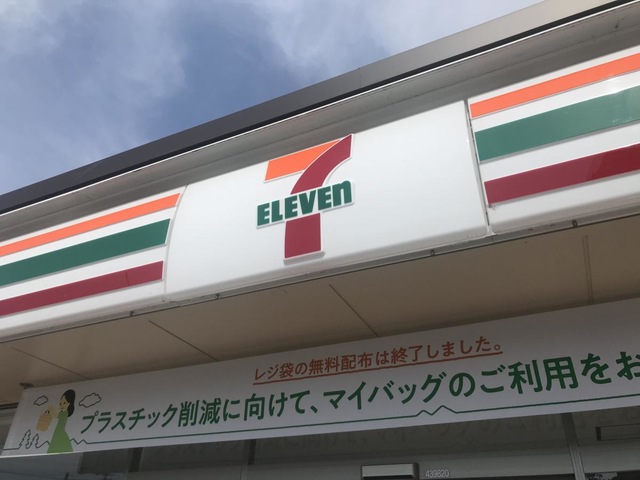 7
ELEVEn
レジ袋の無料配布は終了しました。
プラスチック削減に向けて、マイバッグのご利用をお
439820